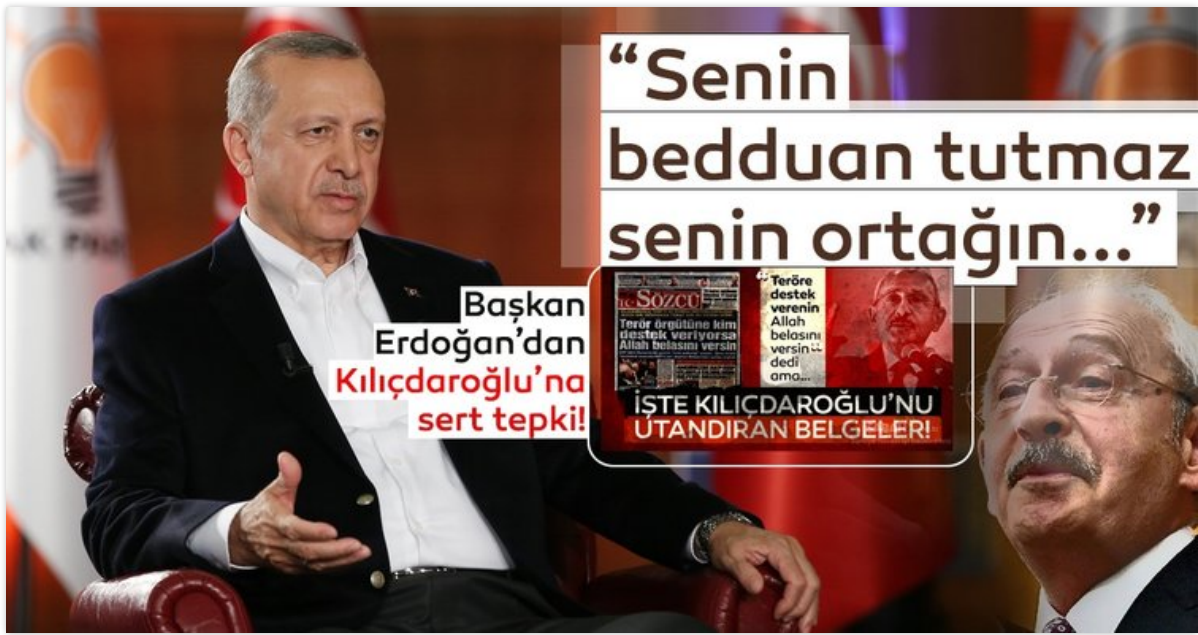 “Senin
bedduan tutmaz
senin ortağın...”
Başkan
Erdoğan’dan
Kılıçdaroğlu’na
sert tepki!
SÖZCÜ
Terör örgütüne kim
destek veriyorsa
Allah belasını versin
“Teröre
destek
verenin
Allah
belasını
versin”
dedi
ama...
İŞTE KILIÇDAROĞLU’NU
UTANDIRAN BELGELER!